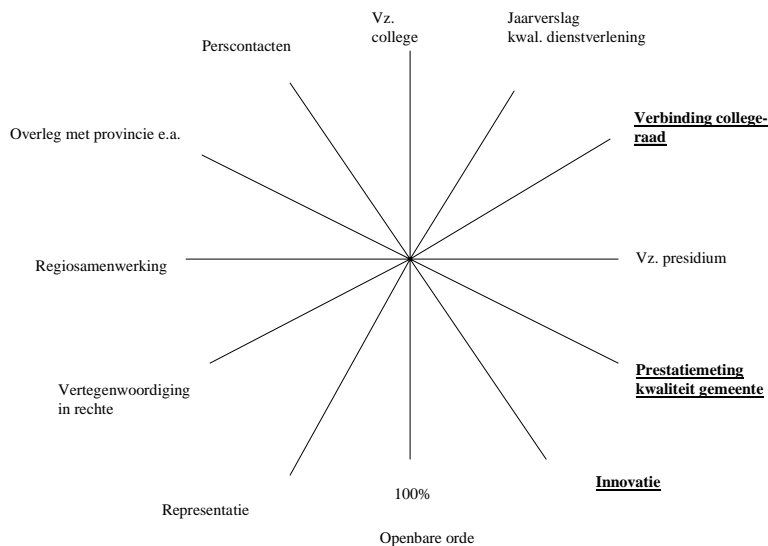 Vz.
college
Jaarverslag
kwal. dienstverlening
Perscontacten
Verbinding college-
raad
Overleg met provincie e.a.
Regiosamenwerking
Vz. presidium
Prestatiemeting
kwaliteit gemeente
Vertegenwoordiging
in rechte
Innovatie
100%
Representatie
Openbare orde